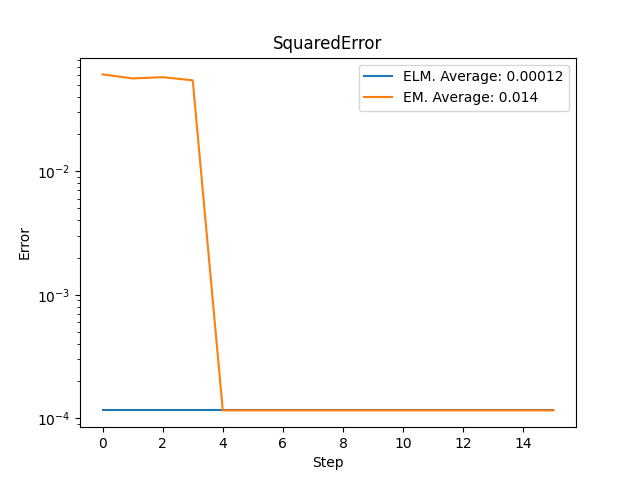 SquaredError
ELM. Average: 0.00012
EM. Average: 0.014
Error
10⁻²
10⁻³
10⁻⁴
0 2 4 6 8 10 12 14
Step